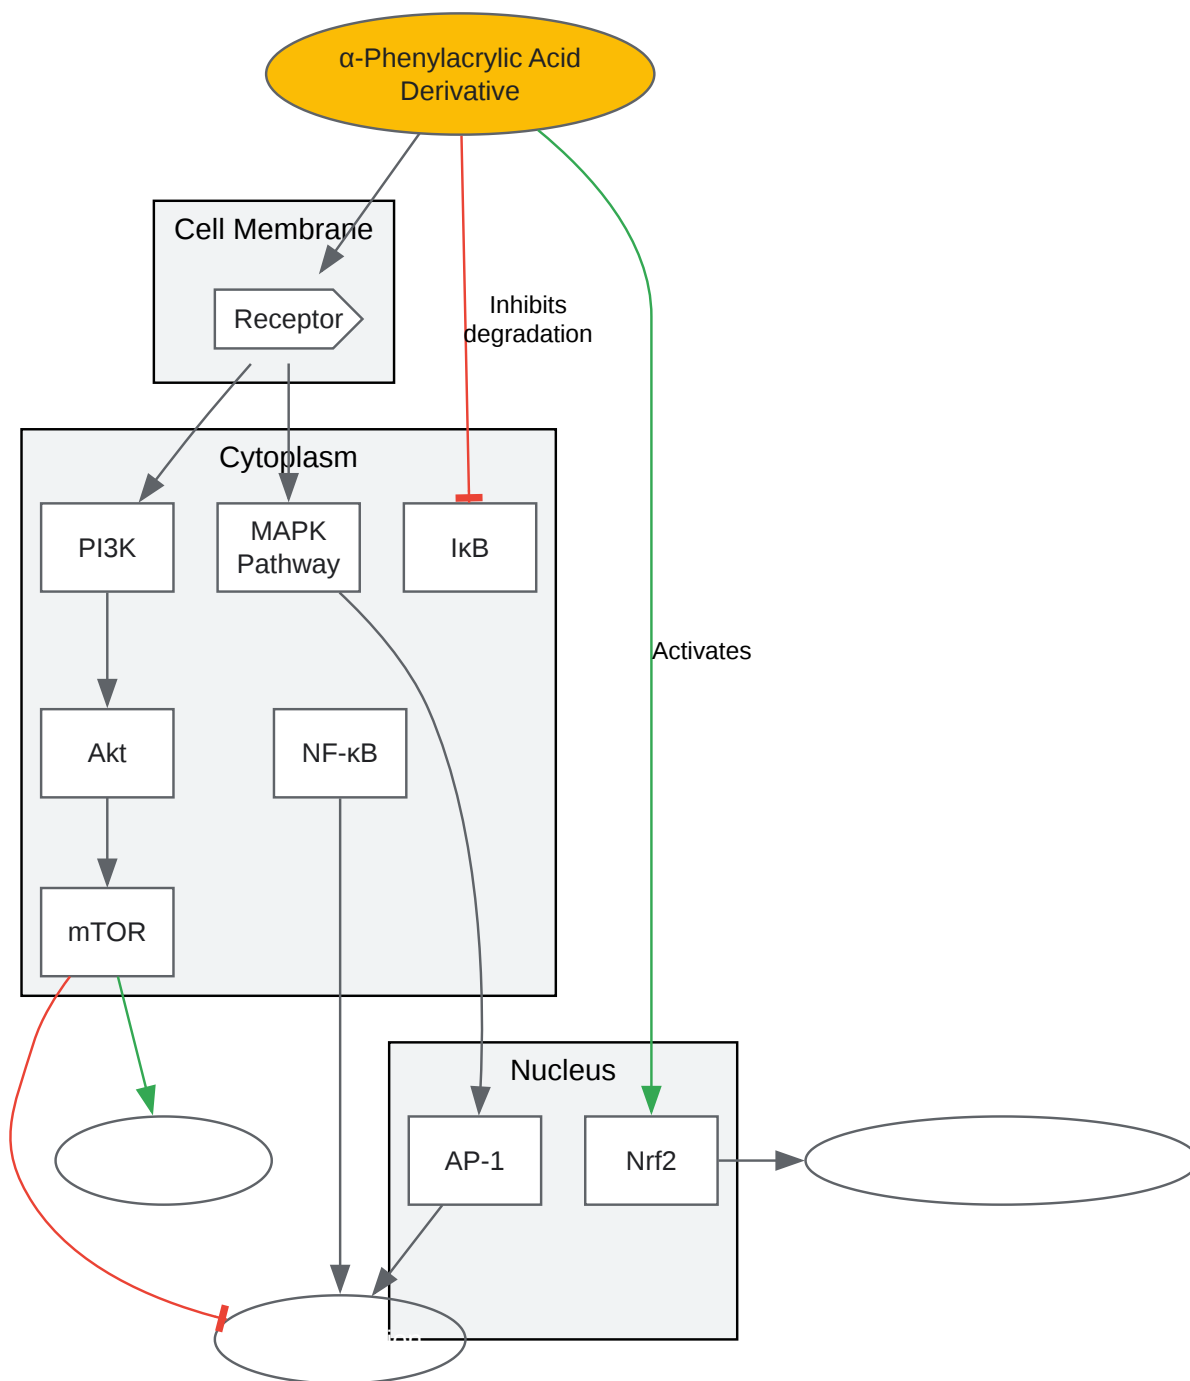 α-Phenylacrylic Acid
Derivative
Cell Membrane
Receptor
Inhibits
degradation
Cytoplasm
PI3K
MAPK
Pathway
IκB
Activates
Akt
NF-κB
mTOR
Nucleus
AP-1
Nrf2